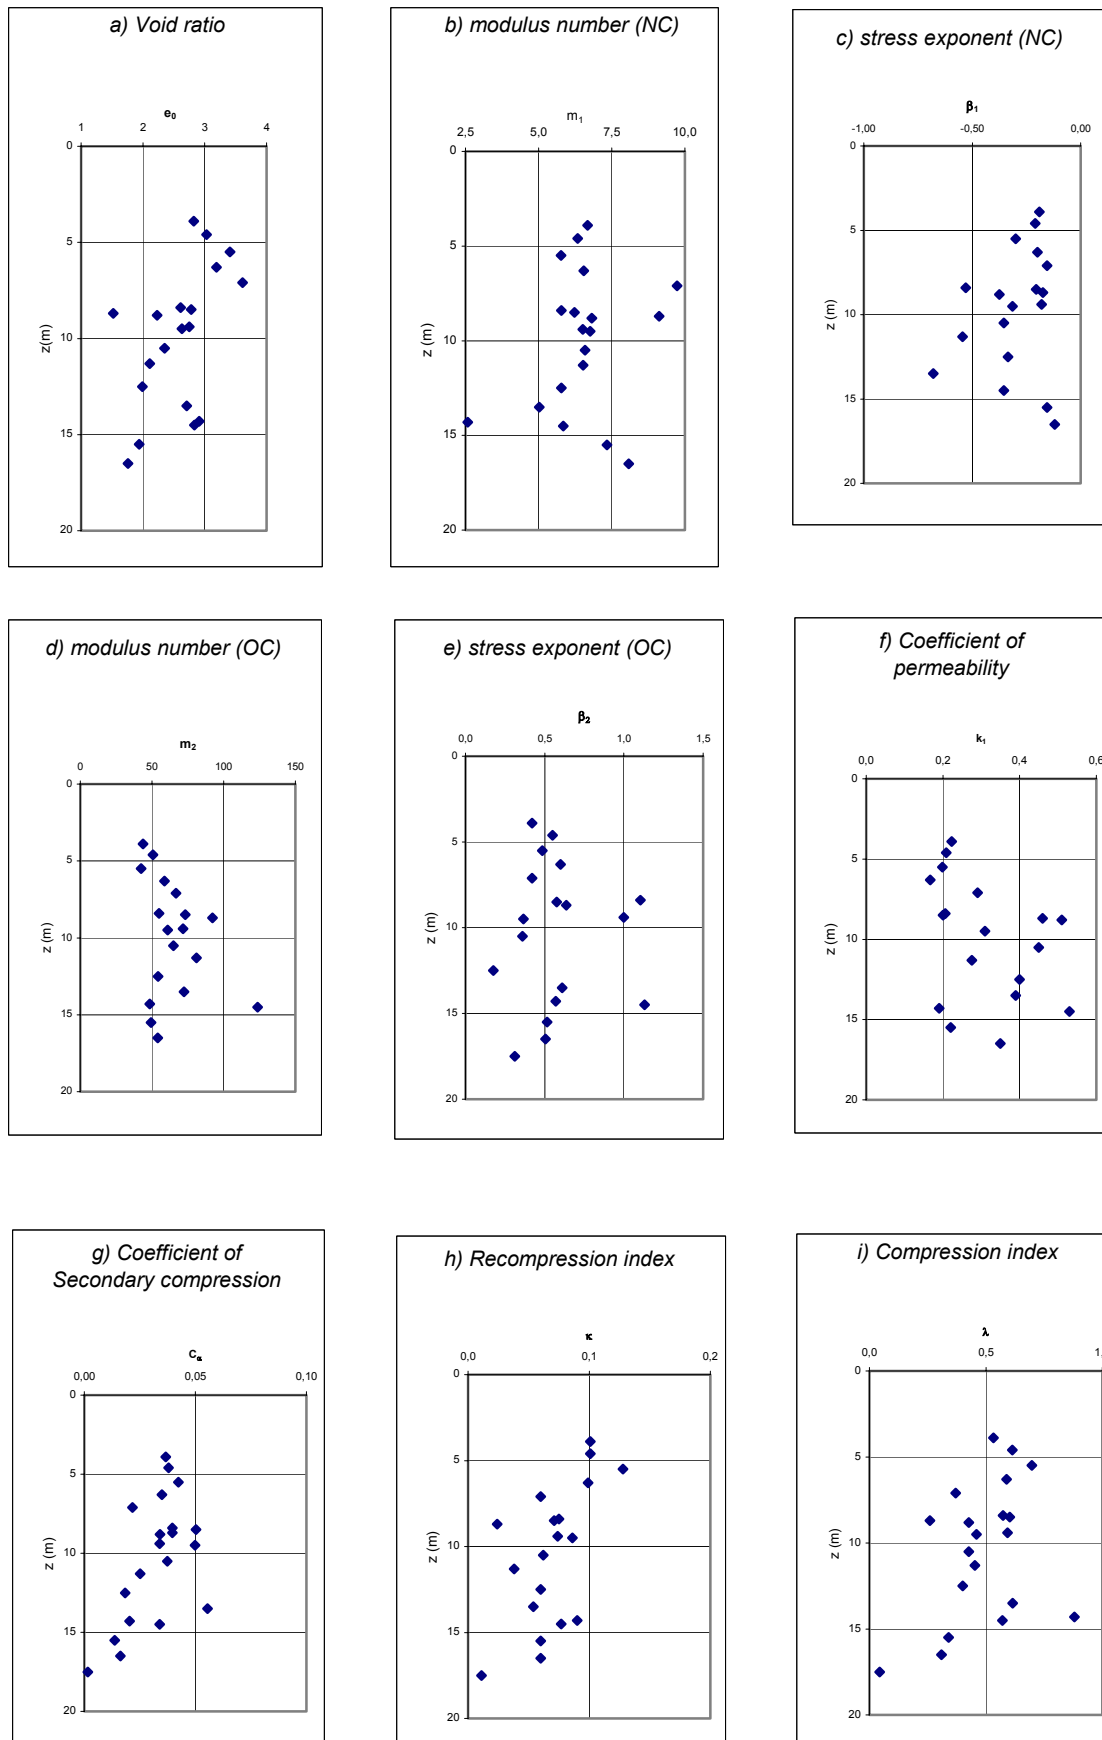 a) Void ratio
e₀
1 2 3 4
0
5
10
15
20
z(m)
b) modulus number (NC)
m₁
2,5 5,0 7,5 10,0
0
5
10
15
20
z (m)
c) stress exponent (NC)
β₁
-1,00 -0,50 0,00
0
5
10
15
20
z (m)
d) modulus number (OC)
m₂
0 50 100 150
0
5
10
15
20
z (m)
e) stress exponent (OC)
β₂
0,0 0,5 1,0 1,5
0
5
10
15
20
z (m)
f) Coefficient of
permeability
k₁
0,0 0,2 0,4 0,6
0
5
10
15
20
z (m)
g) Coefficient of
Secondary compression
Cα
0,00 0,05 0,10
0
5
10
15
20
z (m)
h) Recompression index
κ
0,0 0,1 0,2
0
5
10
15
20
z (m)
i) Compression index
λ
0,0 0,5
0
5
10
15
20
z (m)